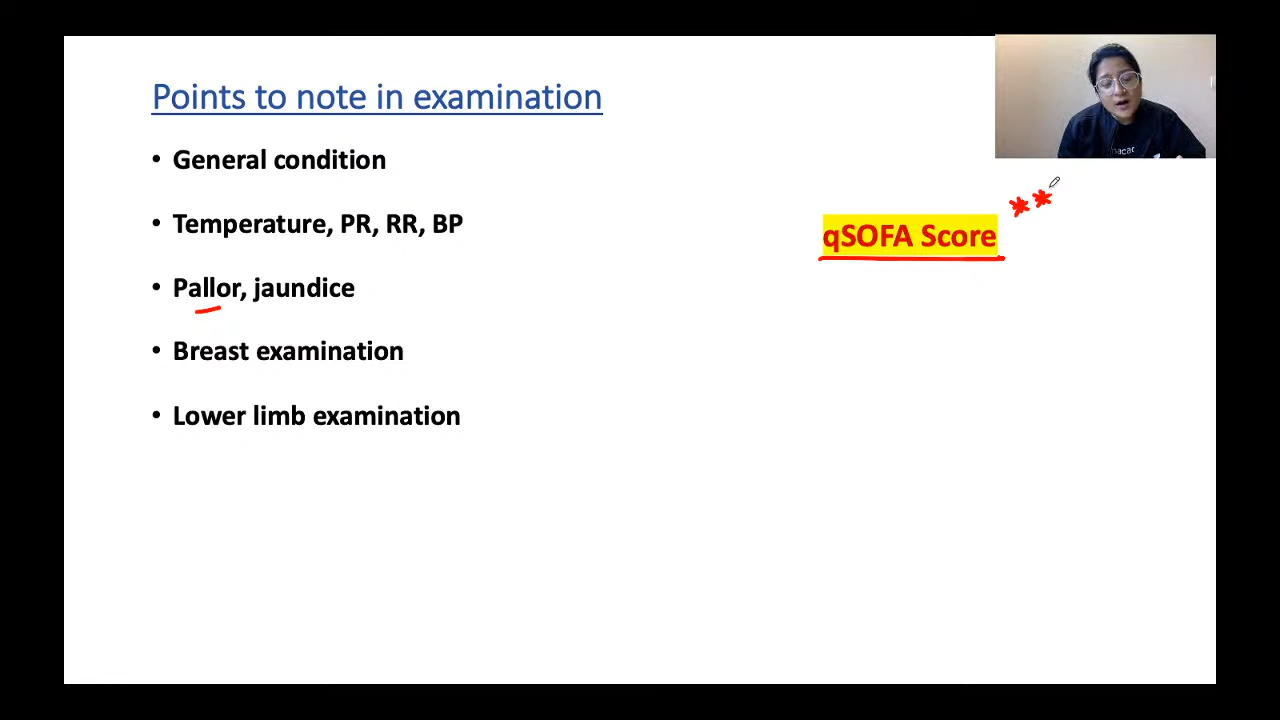 Points to note in examination
• General condition
• Temperature, PR, RR, BP
• Pallor, jaundice
• Breast examination
• Lower limb examination
qSOFA Score
**